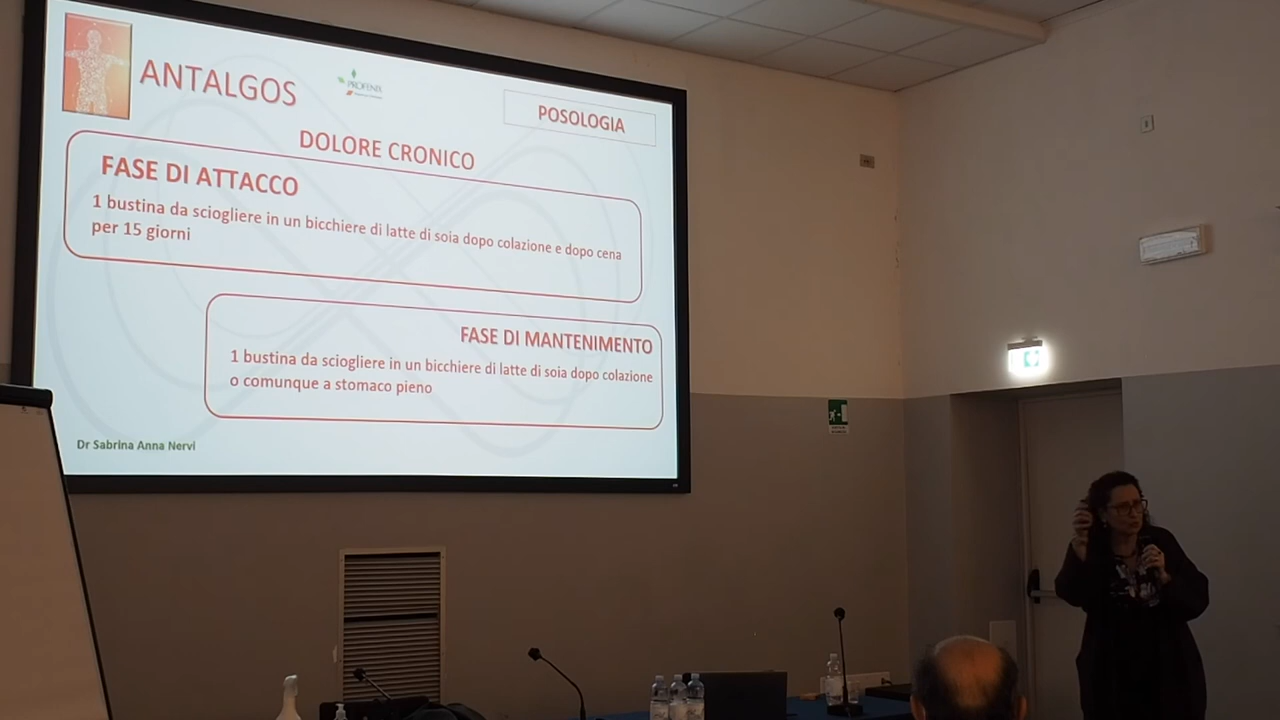 ANTALGOS
PROFENIX
POSOLOGIA
DOLORE CRONICO
FASE DI ATTACCO
1 bustina da sciogliere in un bicchiere di latte di soia dopo colazione e dopo cena
per 15 giorni
FASE DI MANTENIMENTO
1 bustina da sciogliere in un bicchiere di latte di soia dopo colazione
o comunque a stomaco pieno
Dr Sabrina Anna Nervi